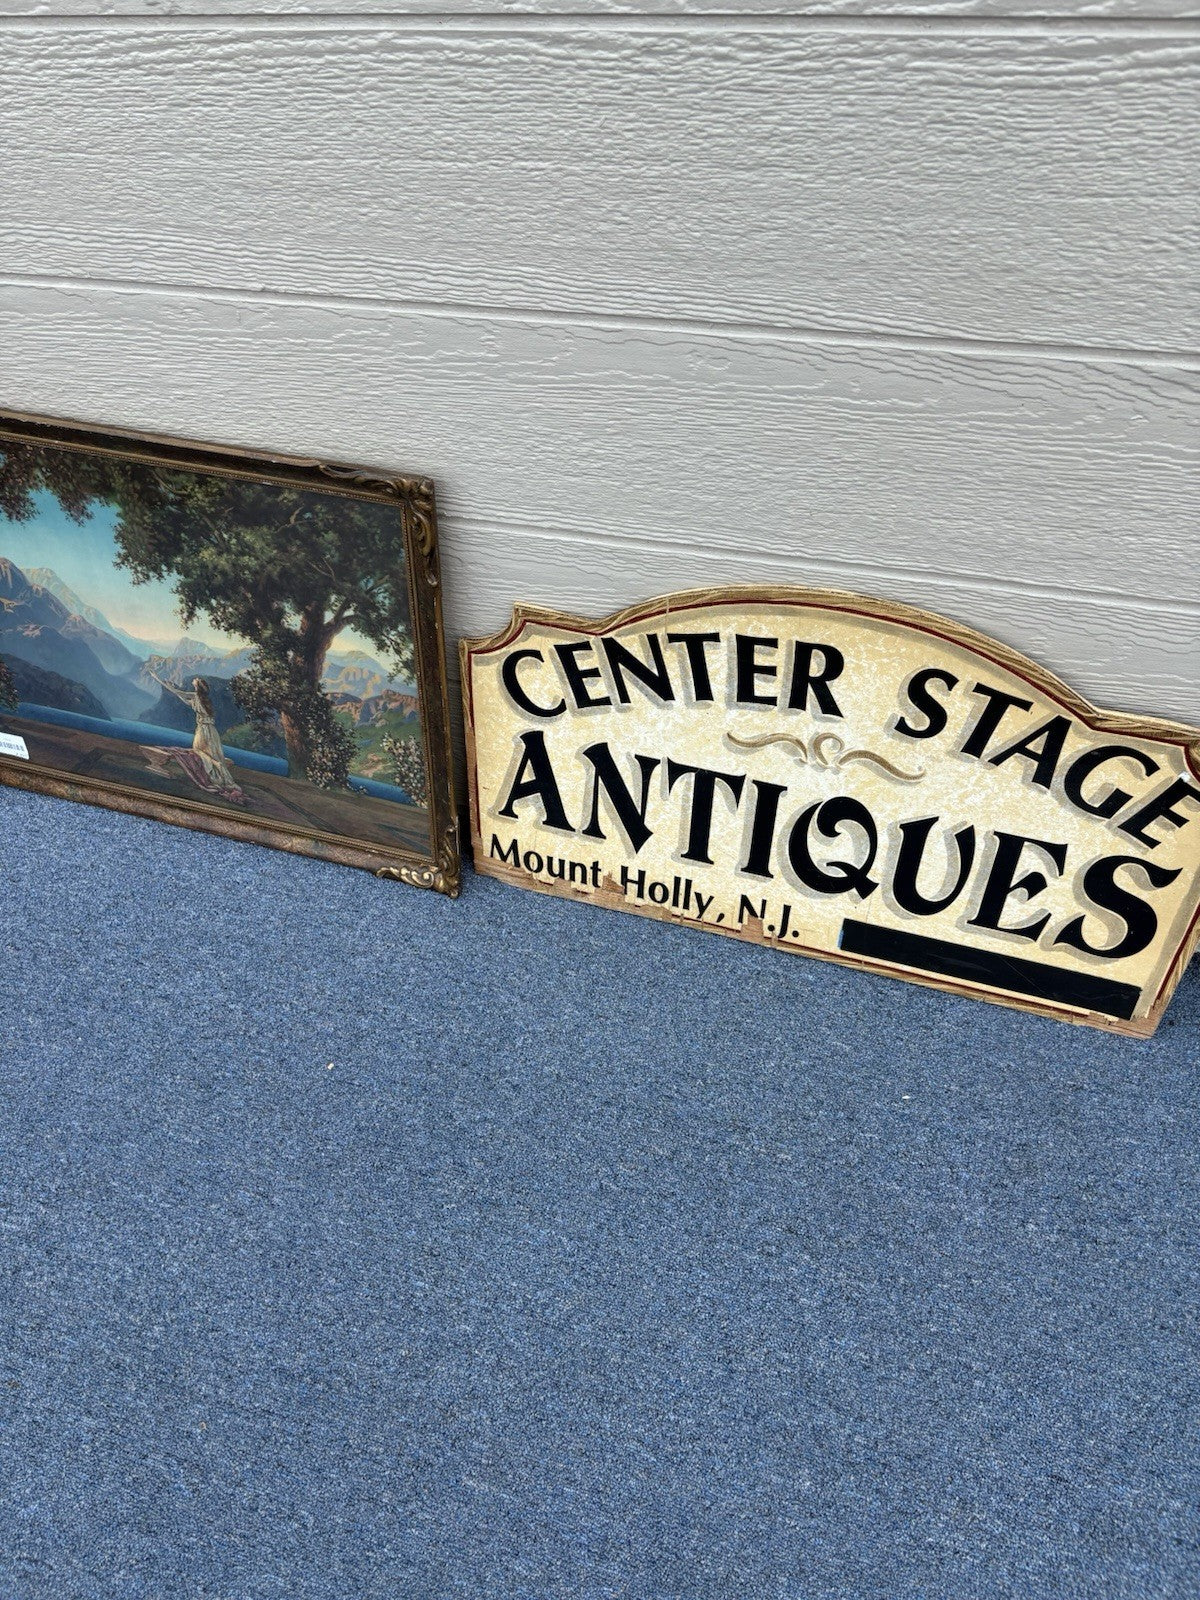 CENTER STAGE
ANTIQUES
Mount Holly, N.J.